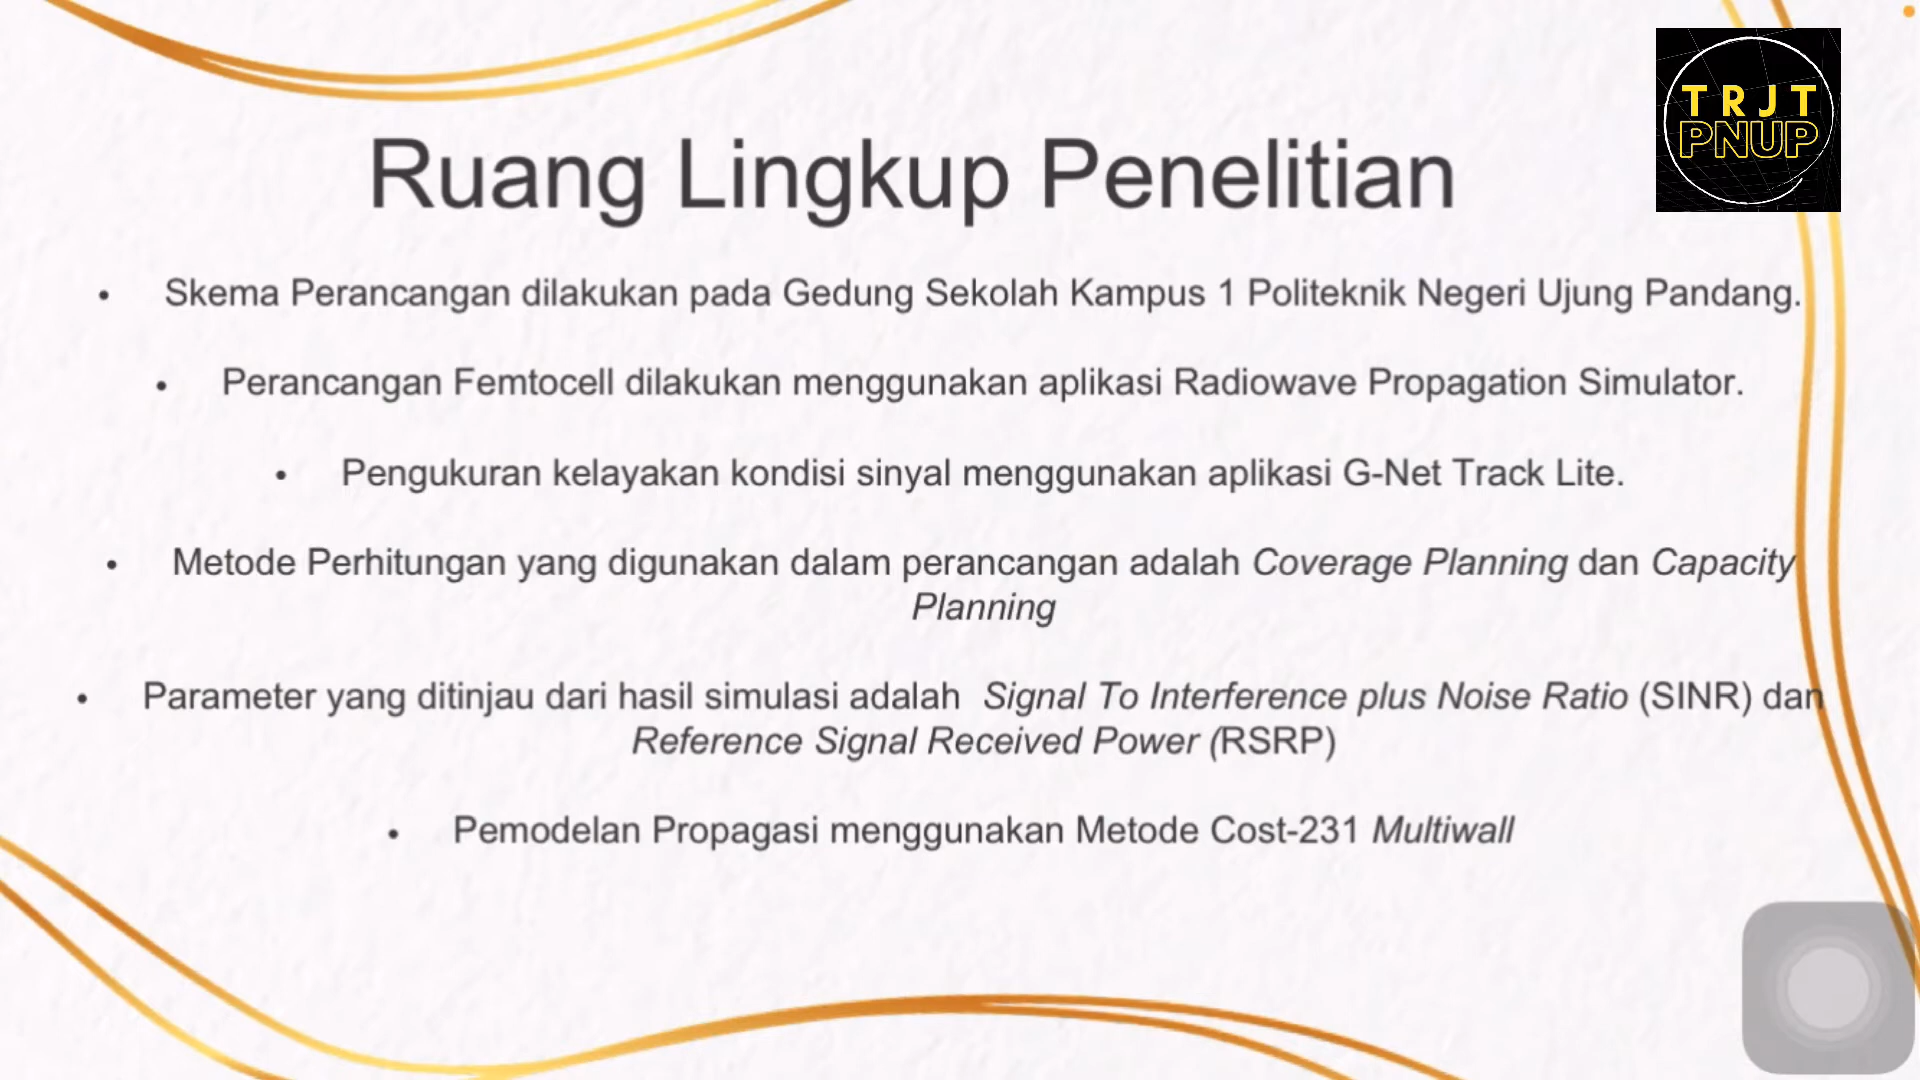 TRJT
PNUP
Ruang Lingkup Penelitian
• Skema Perancangan dilakukan pada Gedung Sekolah Kampus 1 Politeknik Negeri Ujung Pandang.
• Perancangan Femtocell dilakukan menggunakan aplikasi Radiowave Propagation Simulator.
• Pengukuran kelayakan kondisi sinyal menggunakan aplikasi G-Net Track Lite.
• Metode Perhitungan yang digunakan dalam perancangan adalah Coverage Planning dan Capacity
Planning
• Parameter yang ditinjau dari hasil simulasi adalah Signal To Interference plus Noise Ratio (SINR) dan
Reference Signal Received Power (RSRP)
• Pemodelan Propagasi menggunakan Metode Cost-231 Multiwall